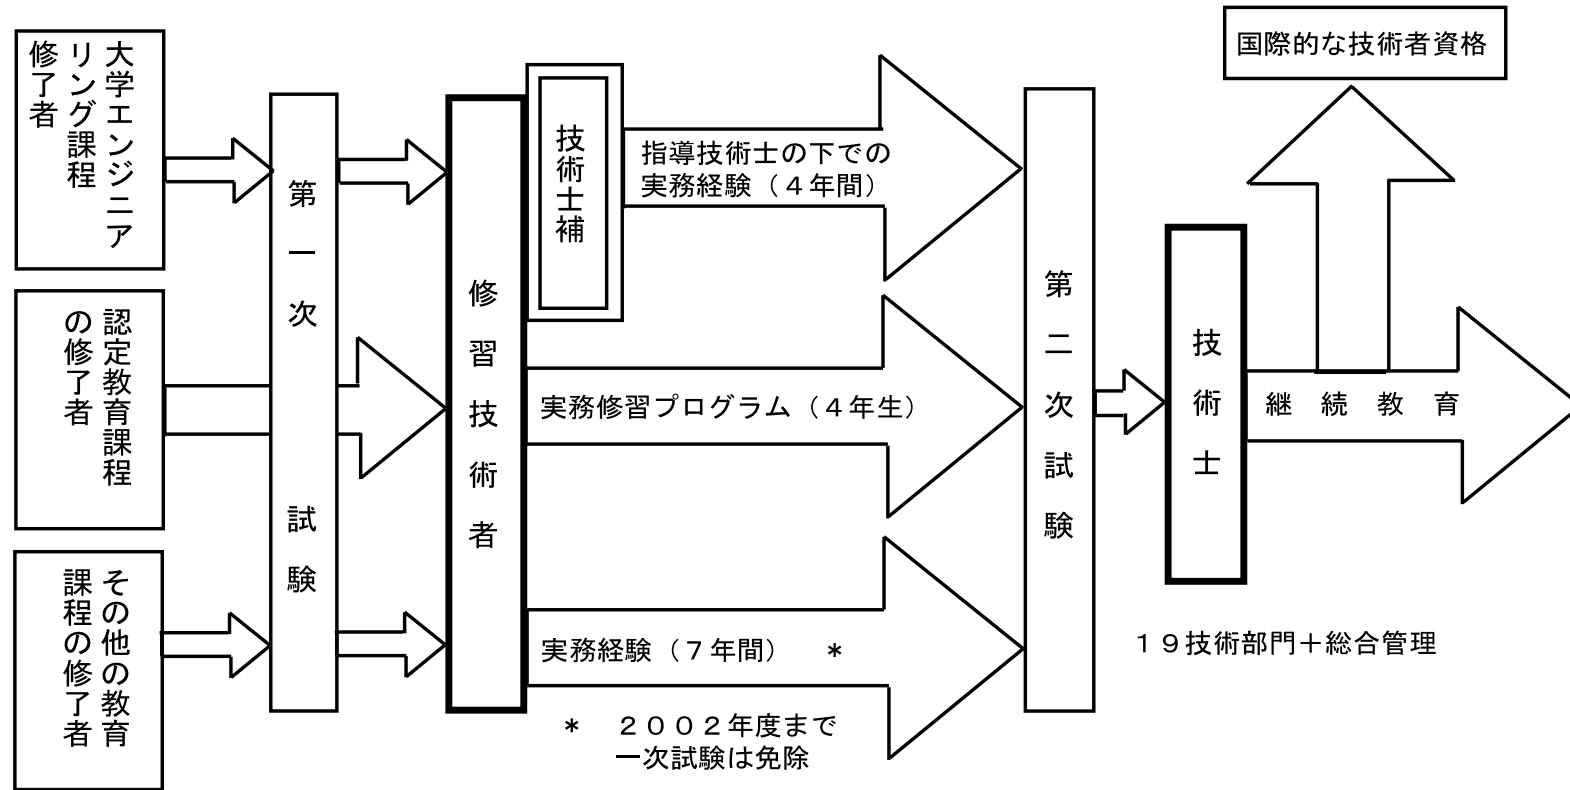 大学エンジニア
リング課程
修了者
認定教育課程
の修了者
その他の教育
課程の修了者
第一次試験
修習技術者
技術士補
指導技術士の下での
実務経験（４年間）
実務修習プログラム（４年生）
実務経験（７年間）　＊
＊　２００２年度まで
一次試験は免除
第二次試験
技術士
国際的な技術者資格
継続教育
１９技術部門＋総合管理